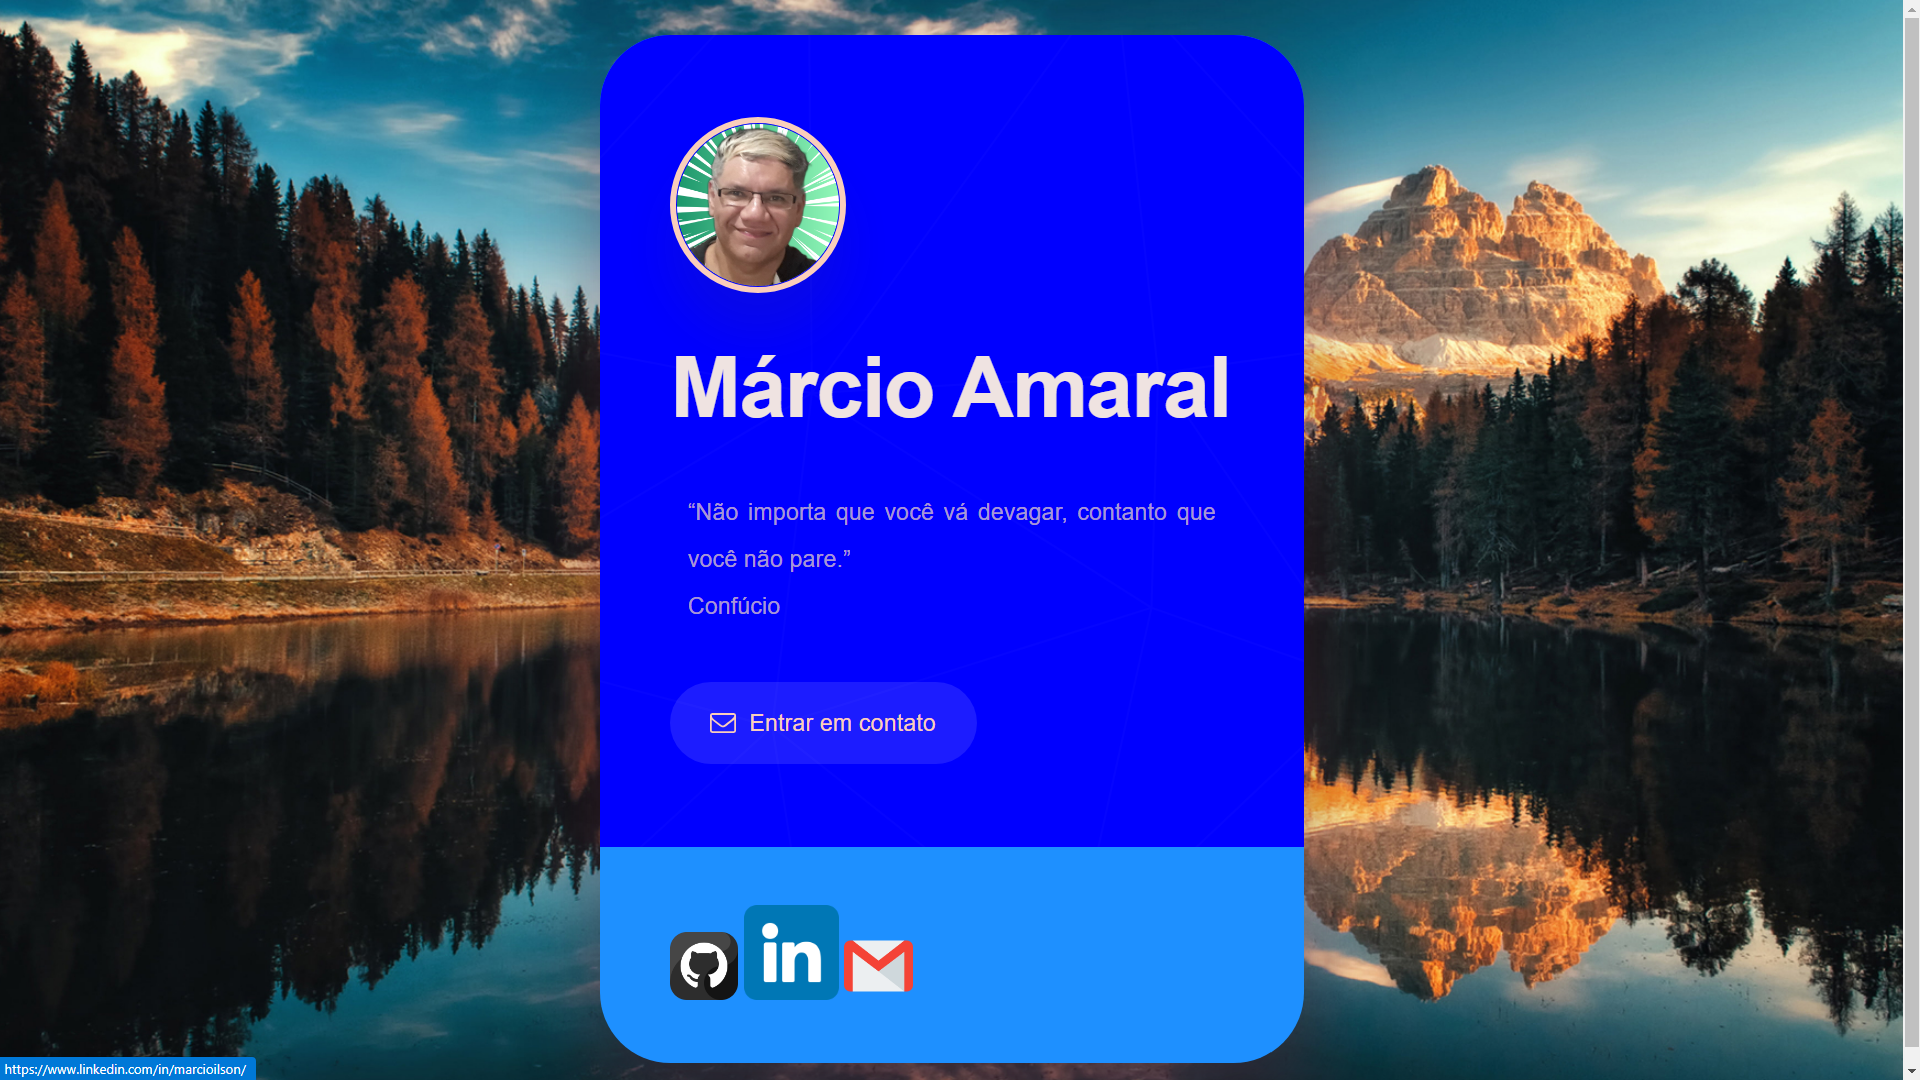 Márcio Amaral
“Não importa que você vá devagar, contanto que
você não pare.”
Confúcio
Entrar em contato
in
https://www.linkedin.com/in/marcioilson/